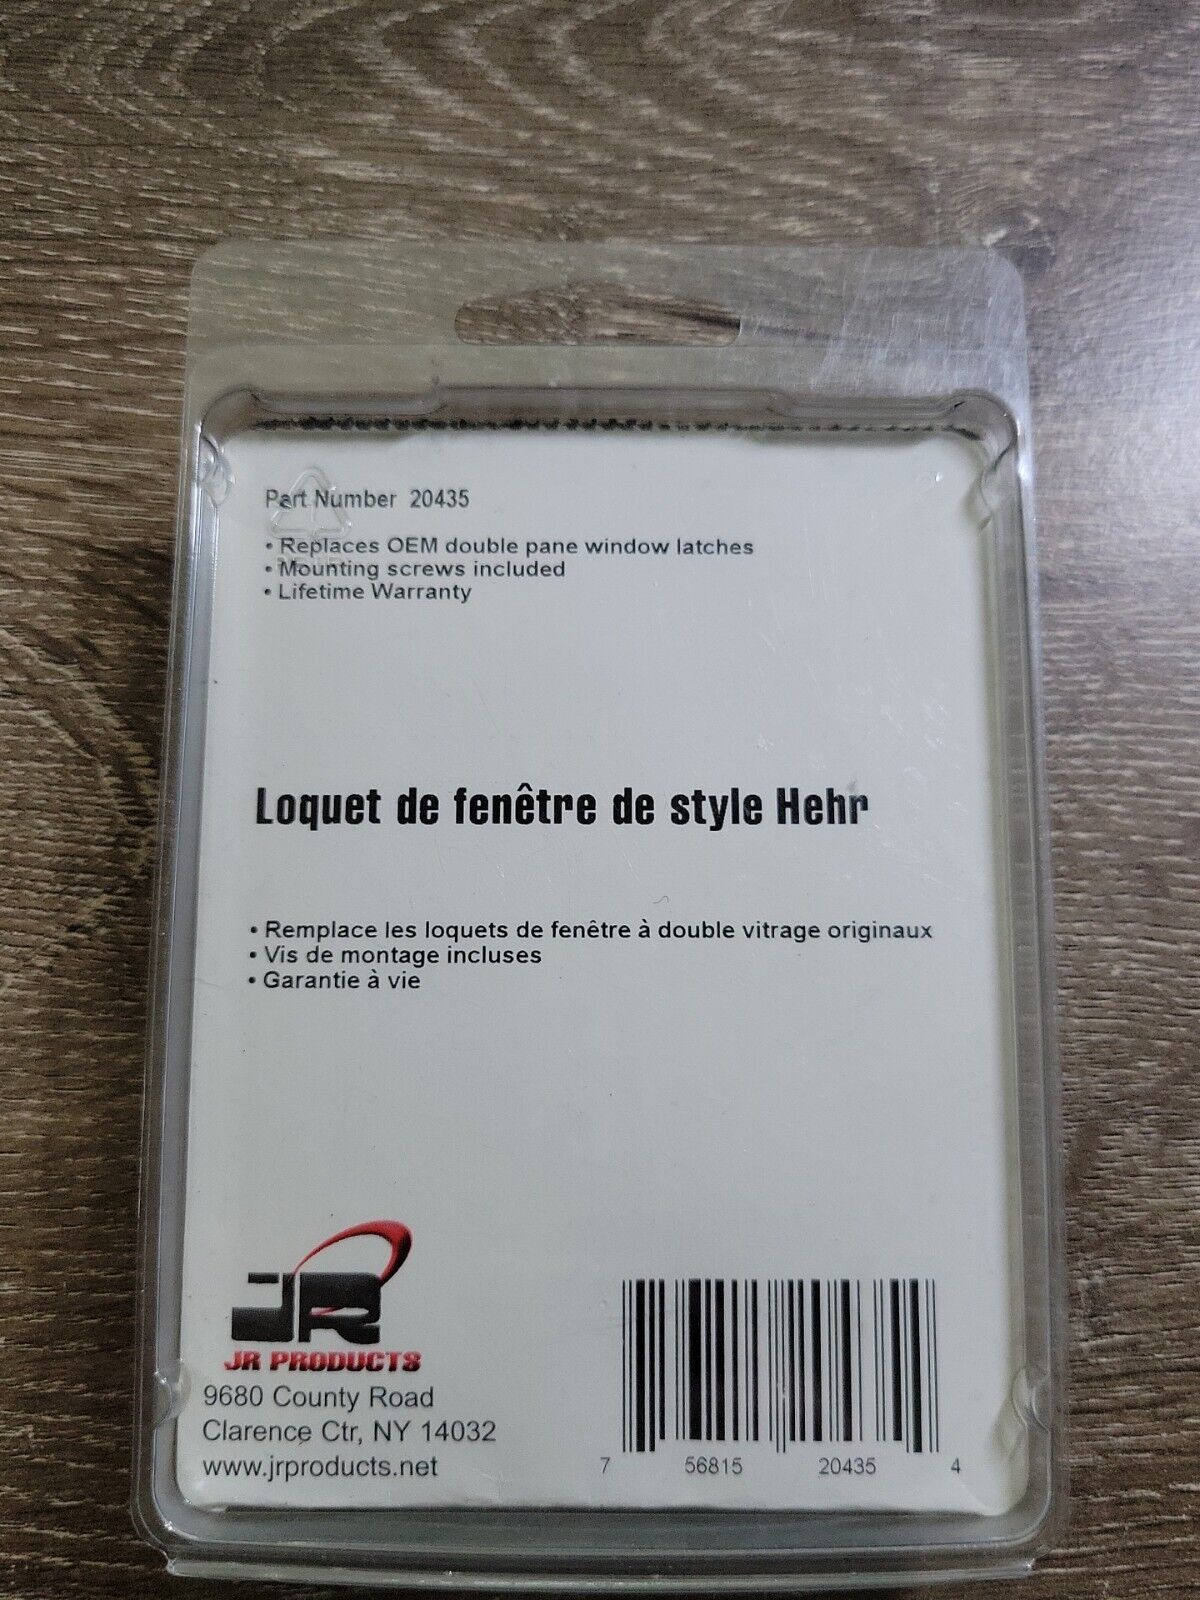 Part Number 20435
• Replaces OEM double pane window latches
• Mounting screws included
• Lifetime Warranty
Loquet de fenêtre de style Hehr
• Remplace les loquets de fenêtre à double vitrage originaux
• Vis de montage incluses
• Garantie à vie
JR
JR PRODUCTS
9680 County Road
Clarence Ctr, NY 14032
www.jrproducts.net
7 56815 20435 4